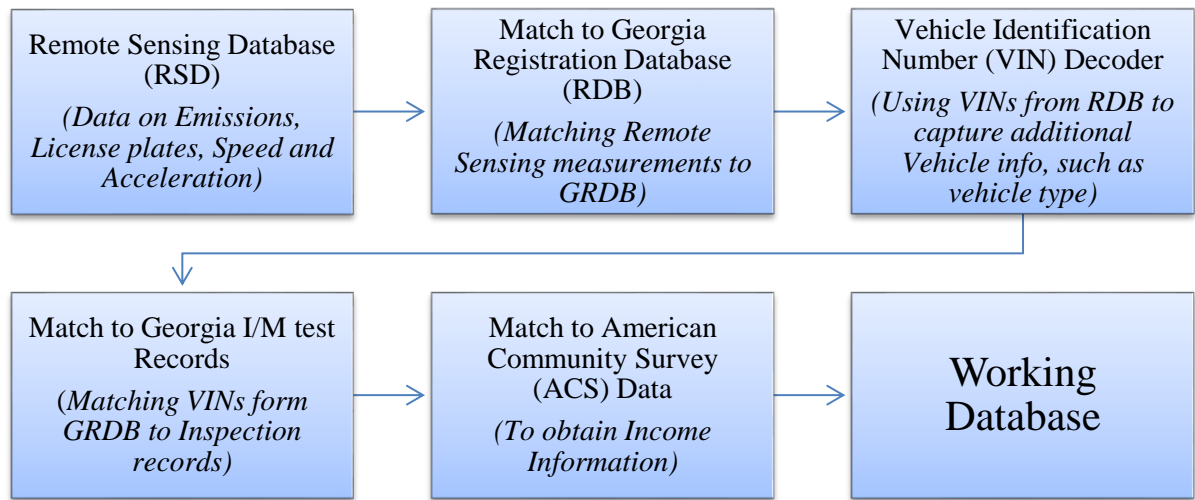 Remote Sensing Database
(RSD)
(Data on Emissions,
License plates, Speed and
Acceleration)
Match to Georgia
Registration Database
(RDB)
(Matching Remote
Sensing measurements to
GRDB)
Vehicle Identification
Number (VIN) Decoder
(Using VINs from RDB to
capture additional
Vehicle info, such as
vehicle type)
Match to Georgia I/M test
Records
(Matching VINs form
GRDB to Inspection
records)
Match to American
Community Survey
(ACS) Data
(To obtain Income
Information)
Working
Database